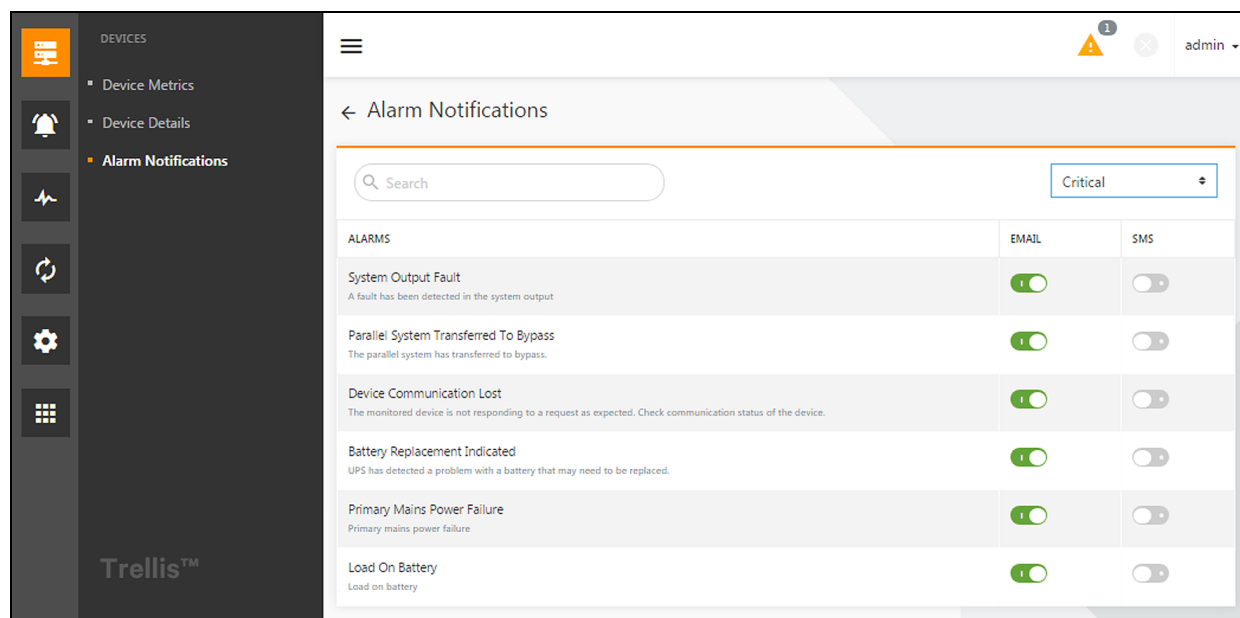 DEVICES
Device Metrics
Device Details
Alarm Notifications
Trellis™
1
admin
Alarm Notifications
Search
Critical
ALARMS EMAIL SMS
System Output Fault
A fault has been detected in the system output
Parallel System Transferred To Bypass
The parallel system has transferred to bypass.
Device Communication Lost
The monitored device is not responding to a request as expected. Check communication status of the device.
Battery Replacement Indicated
UPS has detected a problem with a battery that may need to be replaced.
Primary Mains Power Failure
Primary mains power failure
Load On Battery
Load on battery